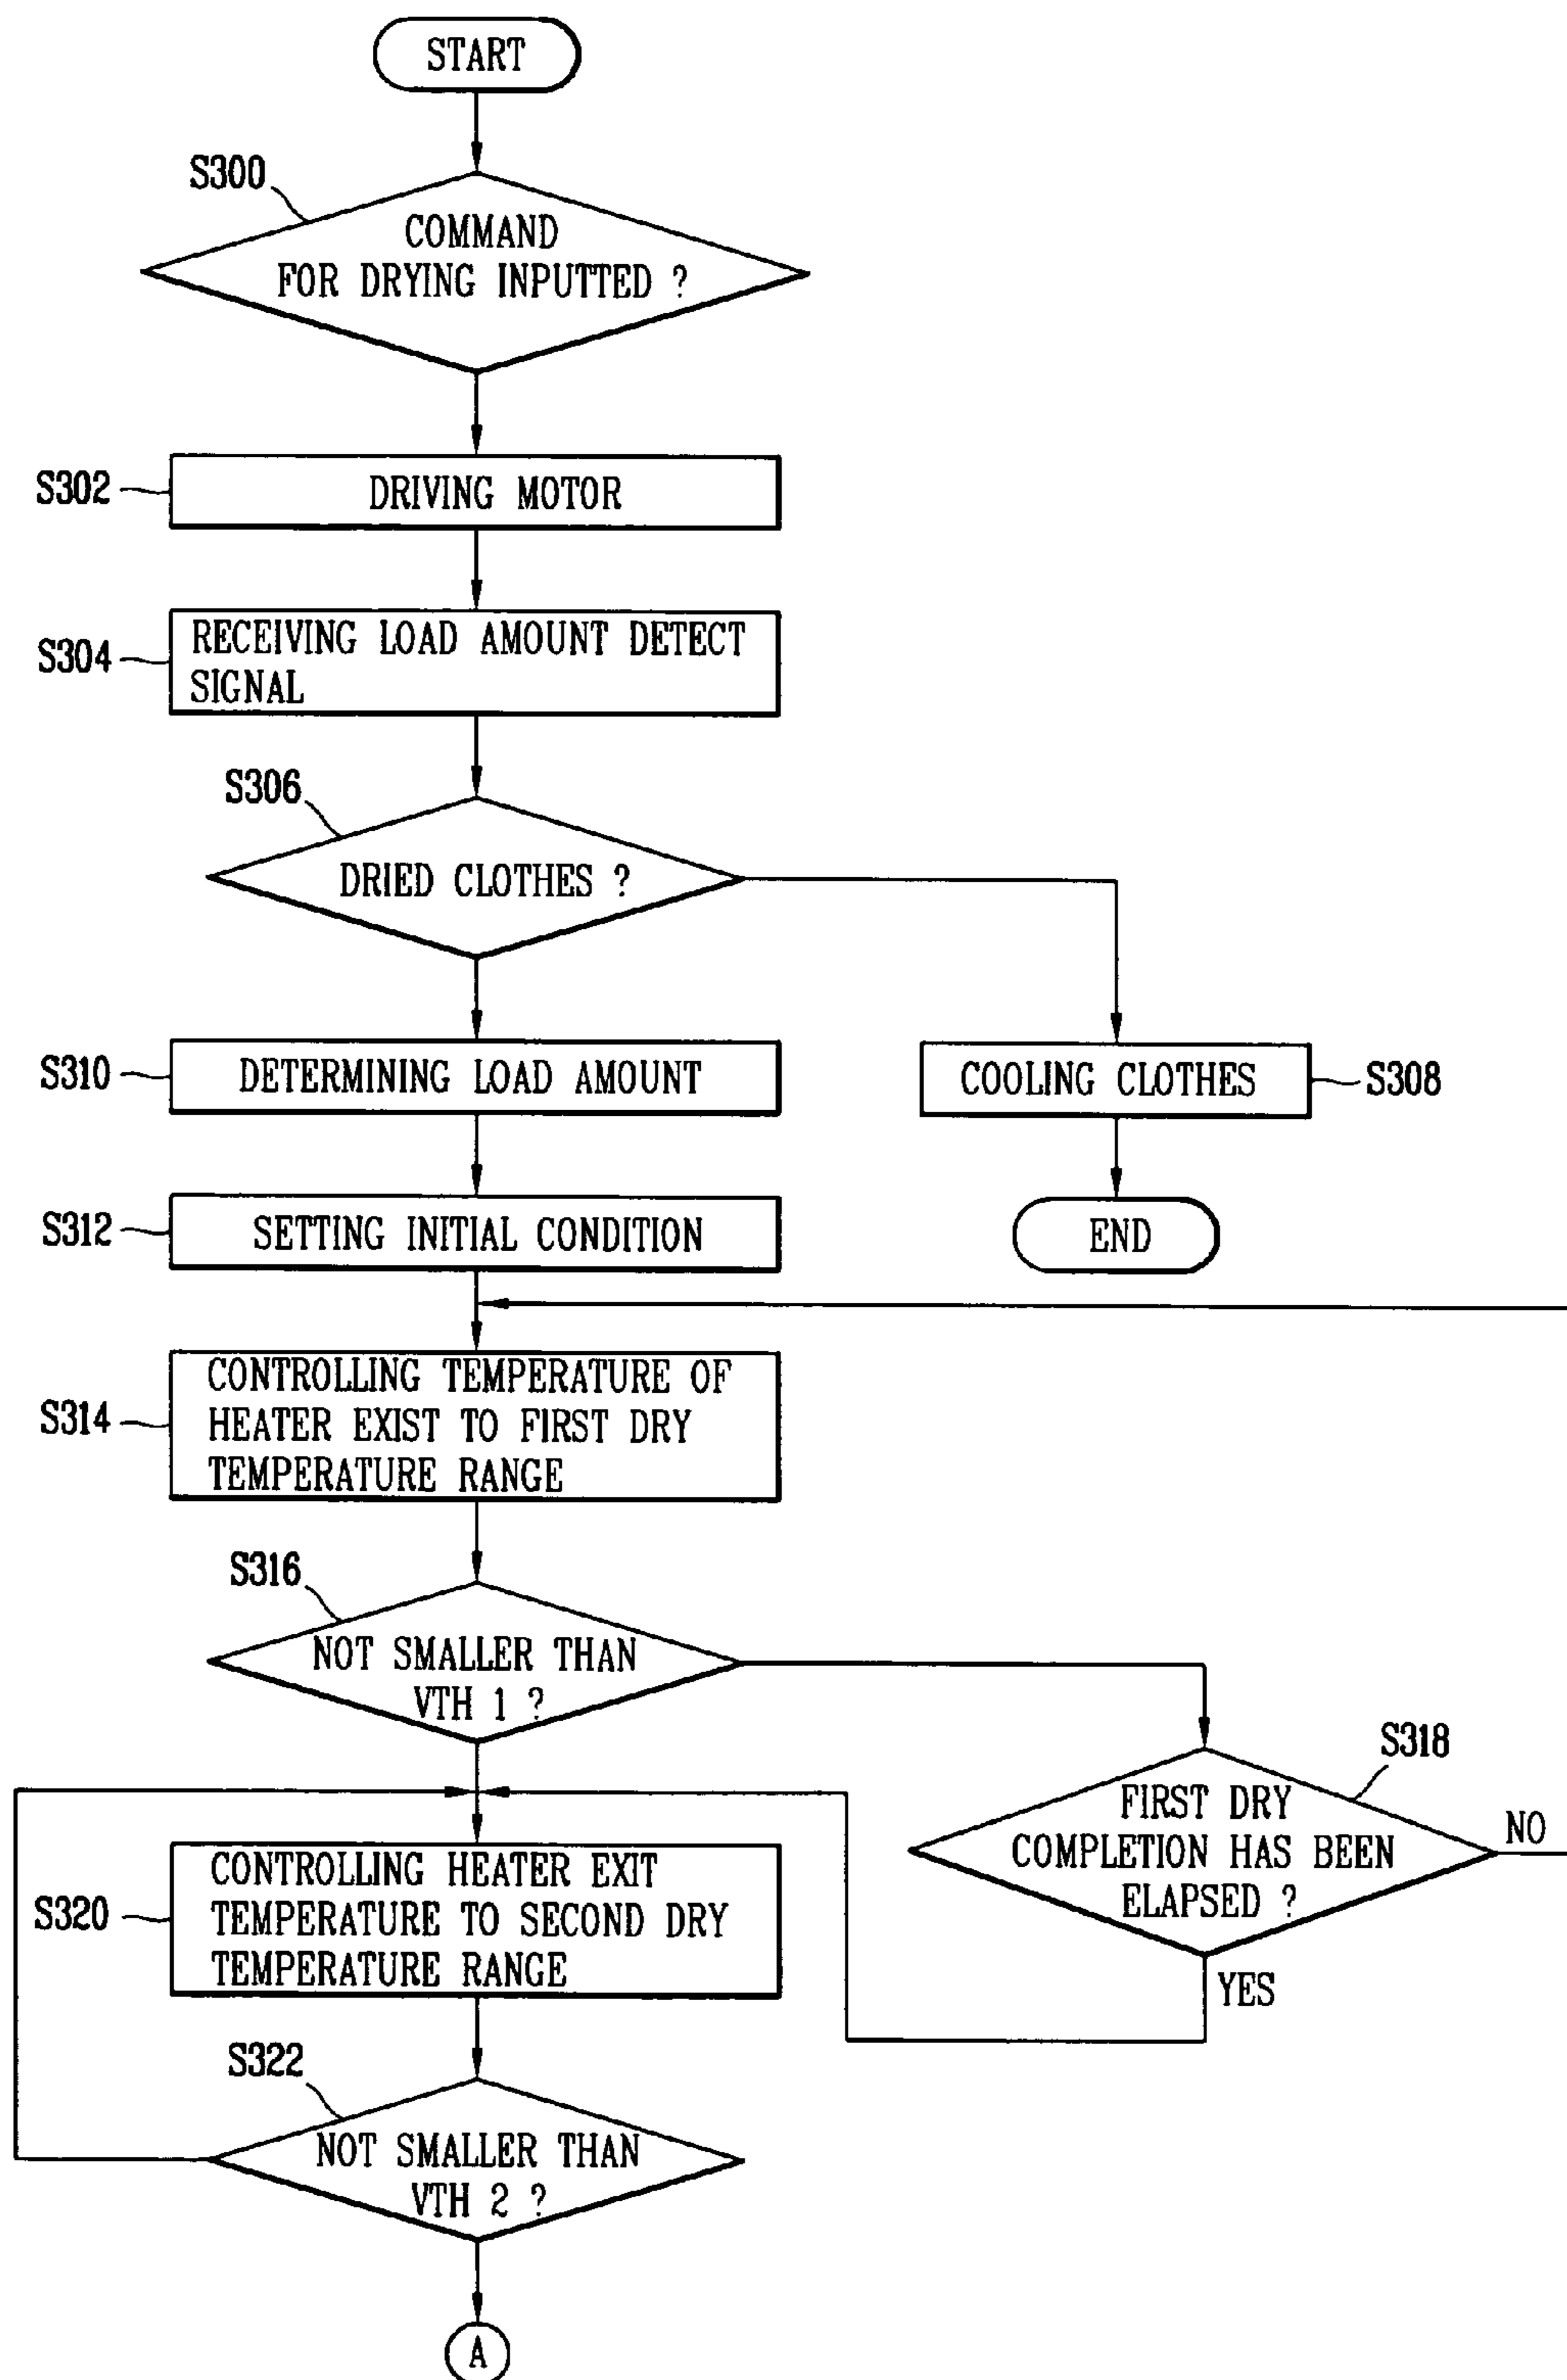 START
S300
COMMAND
FOR DRYING INPUTTED ?
S302
DRIVING MOTOR
S304
RECEIVING LOAD AMOUNT DETECT
SIGNAL
S306
DRIED CLOTHES ?
S310
DETERMINING LOAD AMOUNT
COOLING CLOTHES
S308
S312
SETTING INITIAL CONDITION
END
S314
CONTROLLING TEMPERATURE OF
HEATER EXIST TO FIRST DRY
TEMPERATURE RANGE
S316
NOT SMALLER THAN
VTH 1 ?
S318
FIRST DRY
COMPLETION HAS BEEN
ELAPSED ?
NO
YES
S320
CONTROLLING HEATER EXIT
TEMPERATURE TO SECOND DRY
TEMPERATURE RANGE
S322
NOT SMALLER THAN
VTH 2 ?
A